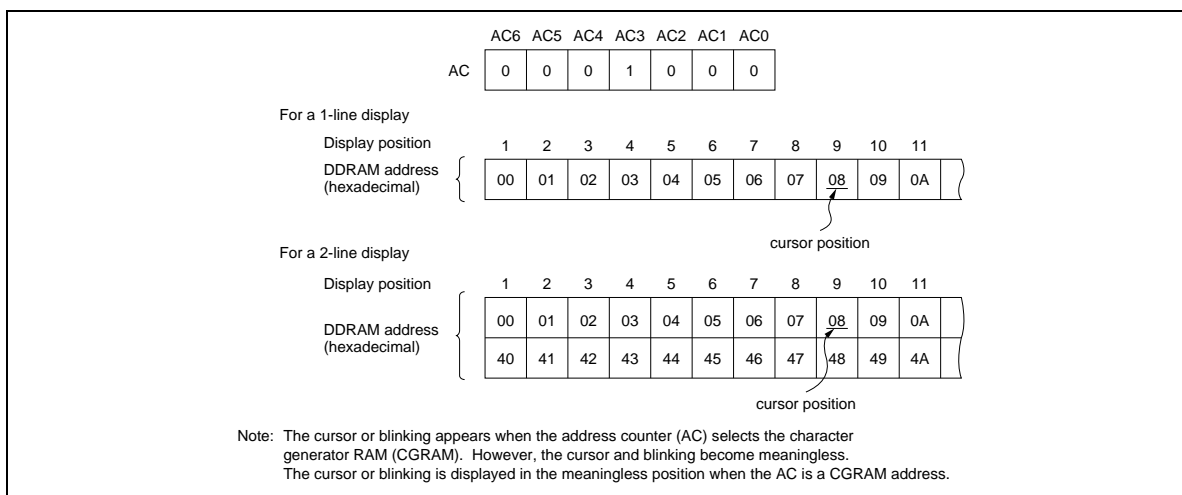 AC6 AC5 AC4 AC3 AC2 AC1 AC0
AC 0 0 0 1 0 0 0
For a 1-line display
Display position 1 2 3 4 5 6 7 8 9 10 11
DDRAM address
(hexadecimal)
00 01 02 03 04 05 06 07 08 09 0A
cursor position
For a 2-line display
Display position 1 2 3 4 5 6 7 8 9 10 11
DDRAM address
(hexadecimal)
00 01 02 03 04 05 06 07 08 09 0A
40 41 42 43 44 45 46 47 48 49 4A
cursor position
Note: The cursor or blinking appears when the address counter (AC) selects the character
generator RAM (CGRAM). However, the cursor and blinking become meaningless.
The cursor or blinking is displayed in the meaningless position when the AC is a CGRAM address.